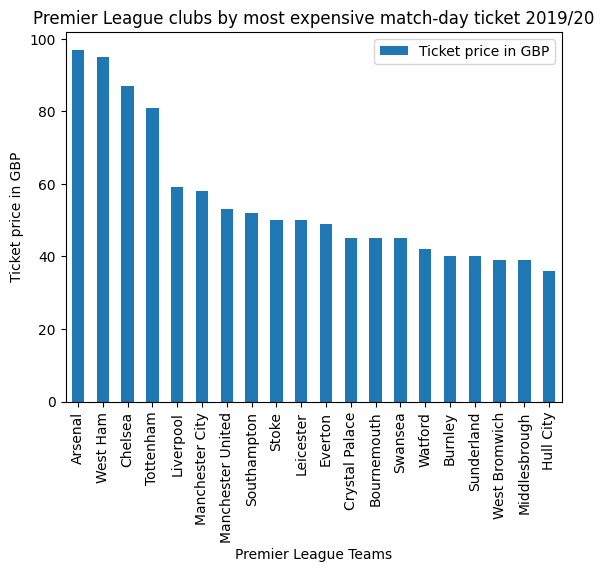 Premier League clubs by most expensive match-day ticket 2019/20
Ticket price in GBP
Ticket price in GBP
100
80
60
40
20
0
Arsenal
West Ham
Chelsea
Tottenham
Liverpool
Manchester City
Manchester United
Southampton
Stoke
Leicester
Everton
Crystal Palace
Bournemouth
Swansea
Watford
Burnley
Sunderland
West Bromwich
Middlesbrough
Hull City
Premier League Teams